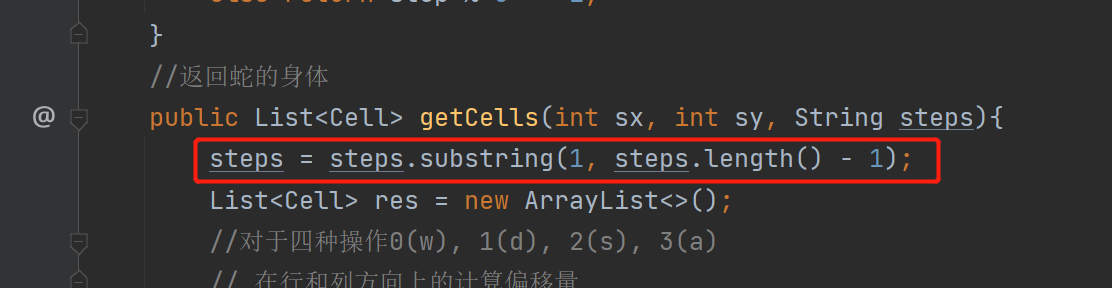 }
//返回蛇的身体
@ public List<Cell> getCells(int sx, int sy, String steps){
steps = steps.substring(1, steps.length() - 1);
List<Cell> res = new ArrayList<>();
//对于四种操作0(w), 1(d), 2(s), 3(a)
// 在行和列方向上的计算偏移量